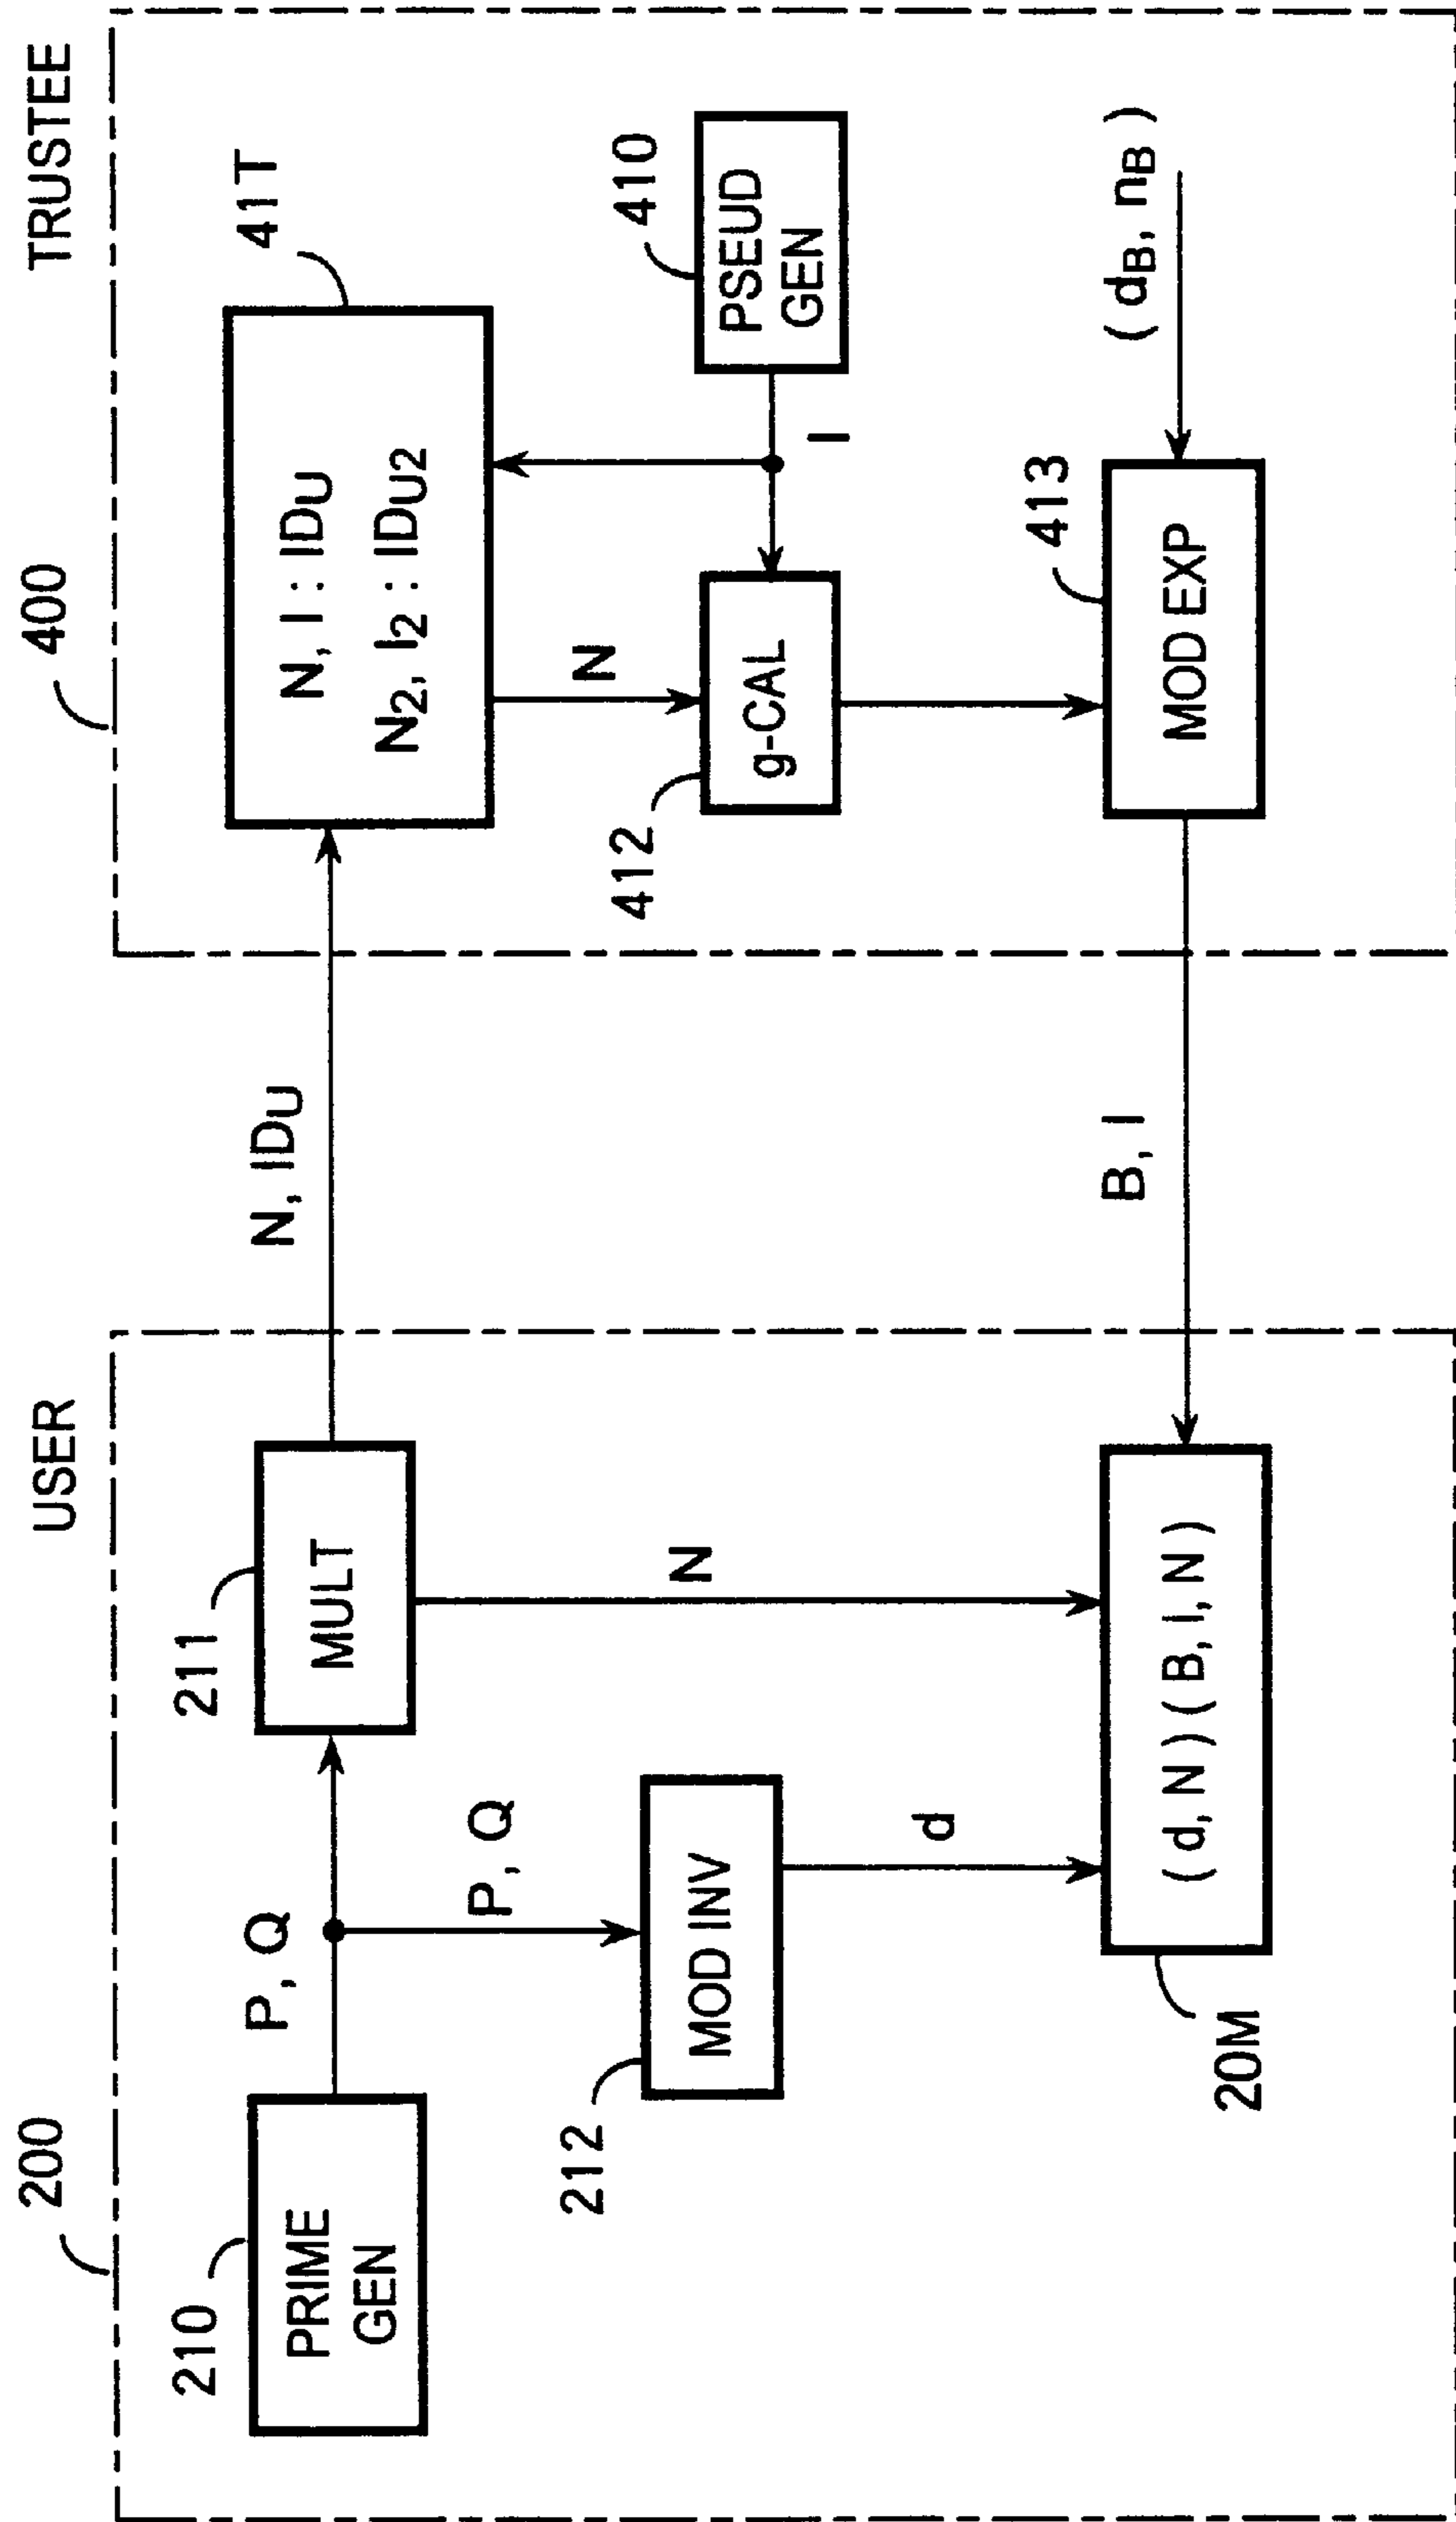 USER
TRUSTEE
200
400
210
PRIME
GEN
P, Q
211
MULT
N, IDU
41T
N, I : IDU
N2, I2 : IDU2
P, Q
212
MOD INV
N
d
N
412
g-CAL
I
410
PSEUD
GEN
20M
( d, N ) ( B, I, N )
B, I
413
MOD EXP
( dB, nB )